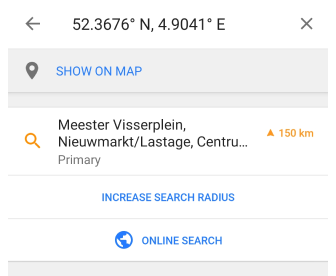 52.3676° N, 4.9041° E
SHOW ON MAP
Meester Visserplein,
Nieuwmarkt/Lastage, Centru...
150 km
Primary
INCREASE SEARCH RADIUS
ONLINE SEARCH